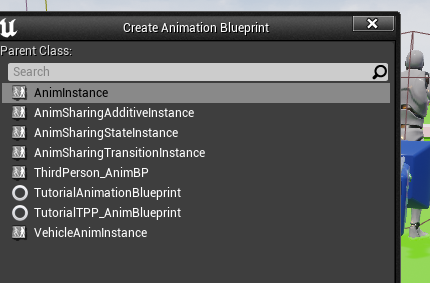 Create Animation Blueprint
Parent Class:
Search
AnimInstance
AnimSharingAdditiveInstance
AnimSharingStateInstance
AnimSharingTransitionInstance
ThirdPerson_AnimBP
TutorialAnimationBlueprint
TutorialTPP_AnimBlueprint
VehicleAnimInstance